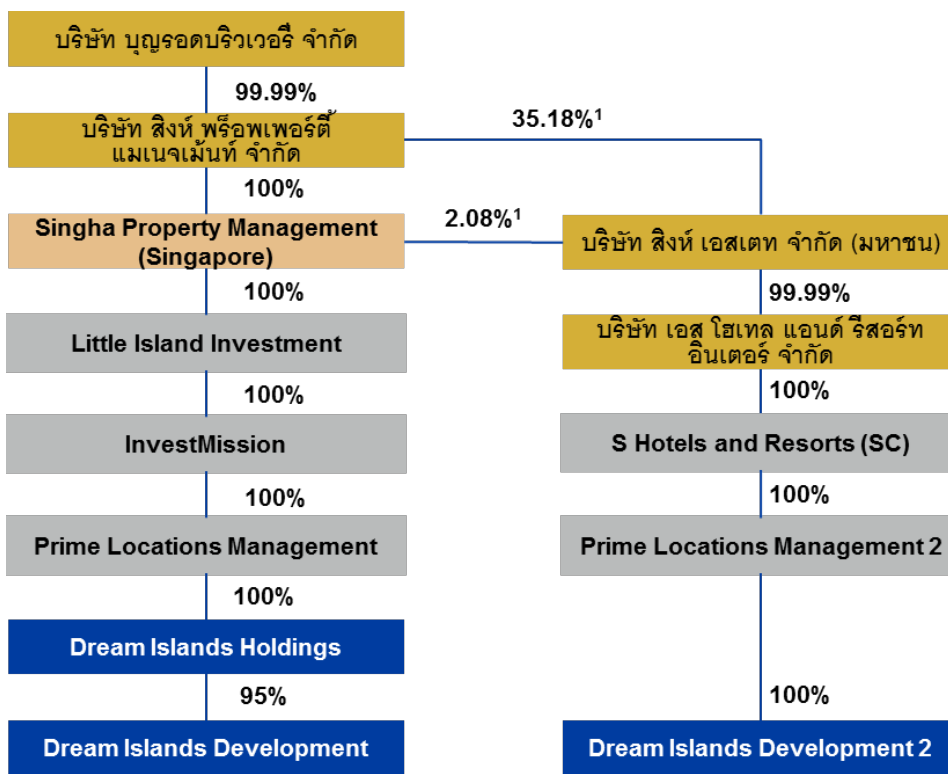 บริษัท บุญรอดบริวเวอรี่ จำกัด
99.99%
บริษัท สิงห์ พร็อพเพอร์ตี้
แมเนจเม้นท์ จำกัด
35.18%¹
100%
Singha Property Management
(Singapore)
2.08%¹
บริษัท สิงห์ เอสเตท จำกัด (มหาชน)
100%
99.99%
Little Island Investment
บริษัท เอส โฮเทล แอนด์ รีสอร์ท
อินเตอร์ จำกัด
100%
100%
InvestMission
S Hotels and Resorts (SC)
100%
100%
Prime Locations Management
Prime Locations Management 2
100%
Dream Islands Holdings
95%
100%
Dream Islands Development
Dream Islands Development 2